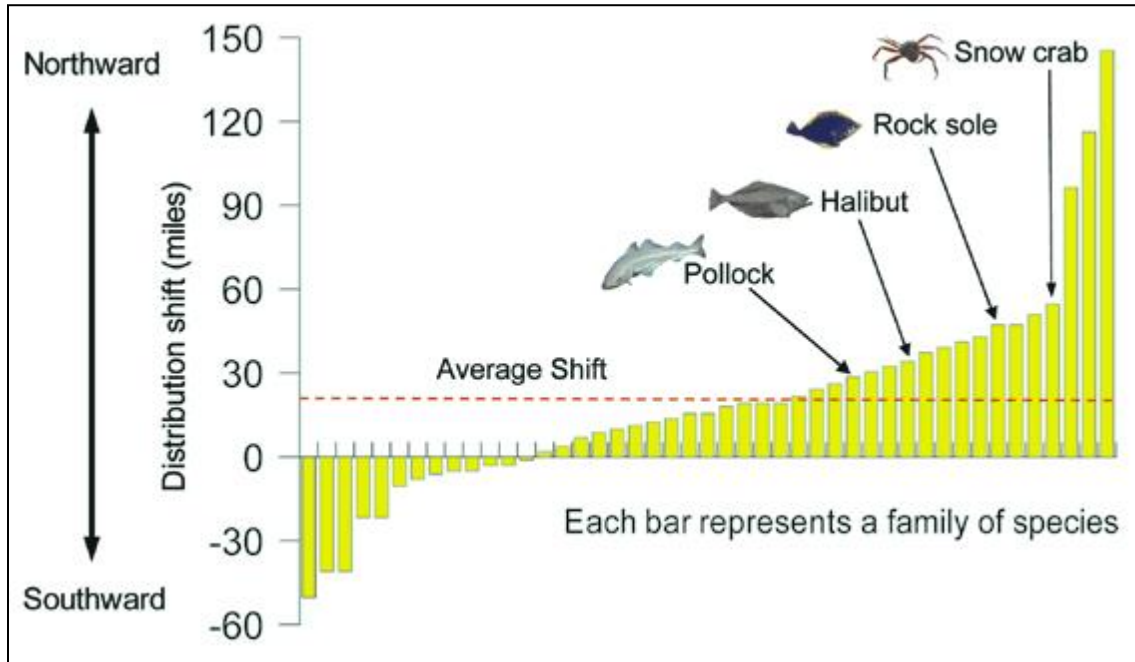 Northward
Southward
Distribution shift (miles)
150
120
90
60
30
0
-30
-60
Snow crab
Rock sole
Halibut
Pollock
Average Shift
Each bar represents a family of species